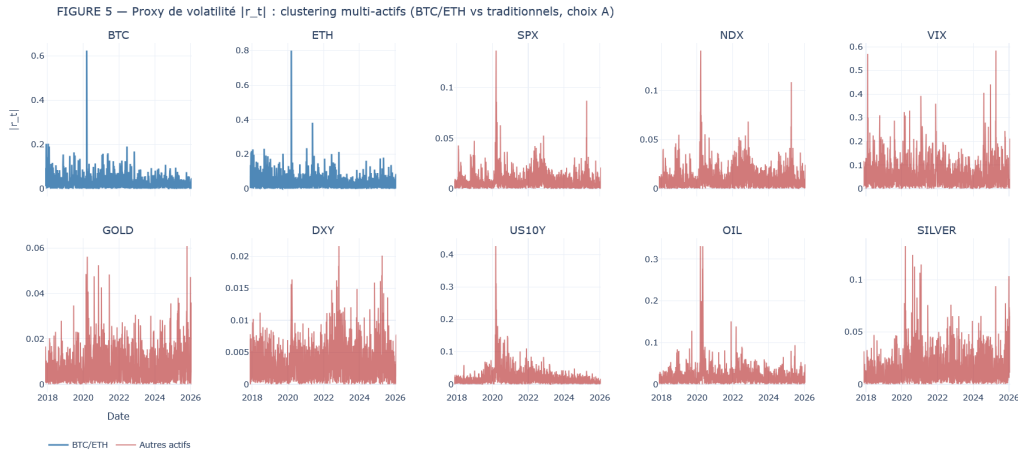 FIGURE 5 — Proxy de volatilité |r_t| : clustering multi-actifs (BTC/ETH vs traditionnels, choix A)
BTC
ETH
SPX
NDX
VIX
|r_t|
0.6
0.4
0.2
0
0.8
0.6
0.4
0.2
0
0.1
0.05
0
0.1
0.05
0
0.6
0.5
0.4
0.3
0.2
0.1
0
GOLD
DXY
US10Y
OIL
SILVER
0.06
0.04
0.02
0
0.02
0.015
0.01
0.005
0
0.4
0.3
0.2
0.1
0
0.3
0.2
0.1
0
0.1
0.05
0
2018 2020 2022 2024 2026
2018 2020 2022 2024 2026
2018 2020 2022 2024 2026
2018 2020 2022 2024 2026
2018 2020 2022 2024 2026
Date
BTC/ETH
Autres actifs